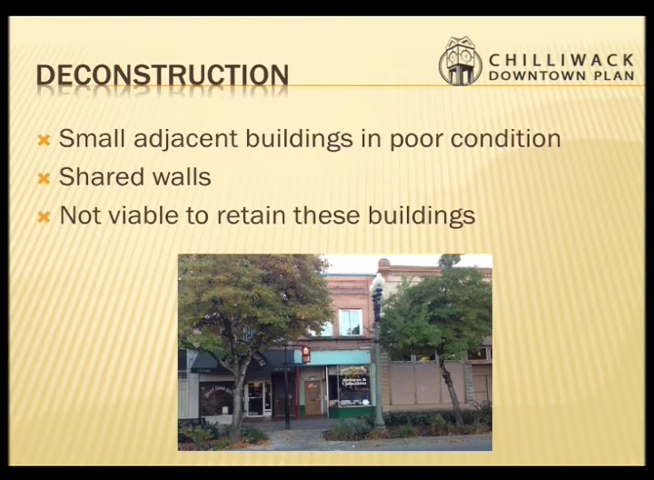 DECONSTRUCTION
CHILLIWACK
DOWNTOWN PLAN
Small adjacent buildings in poor condition
Shared walls
Not viable to retain these buildings